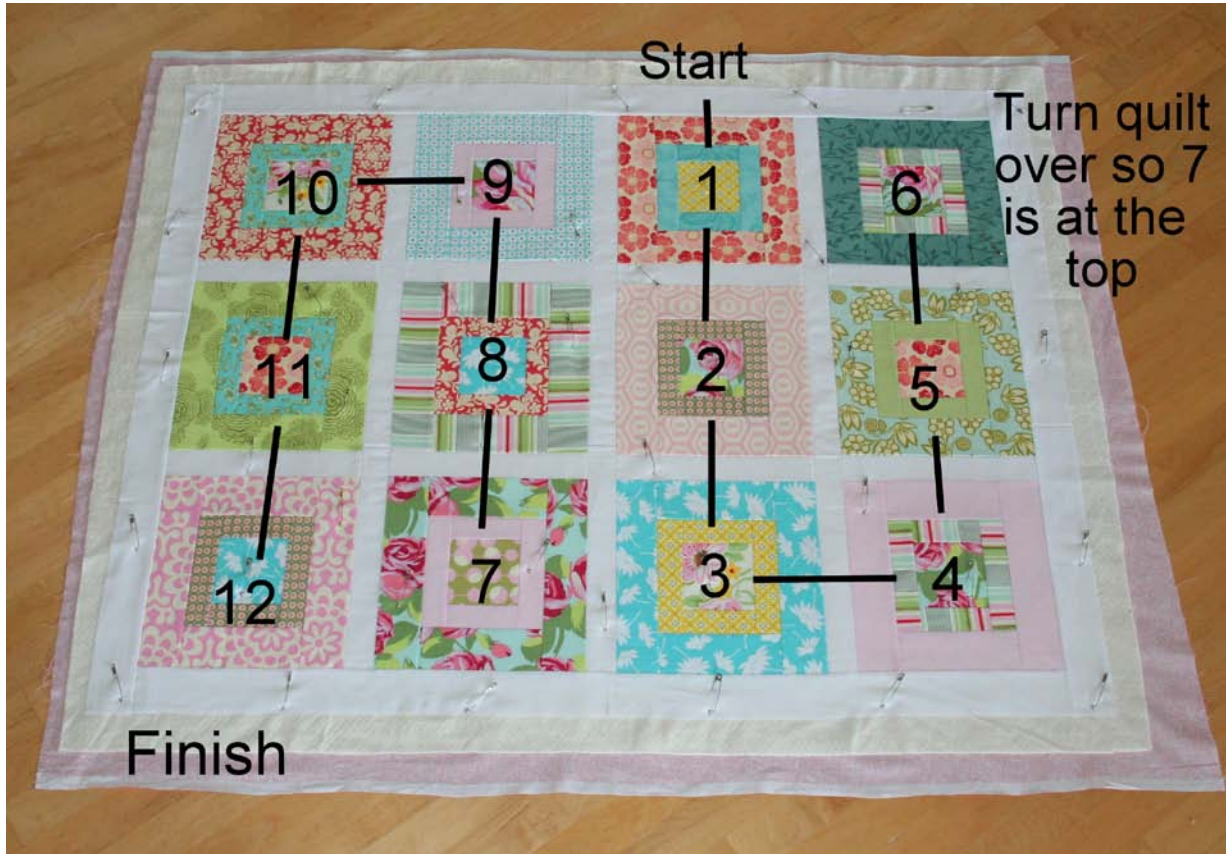 Start
Turn quilt
over so 7
is at the
top
10 9 1 6
11 8 2 5
12 7 3 4
Finish